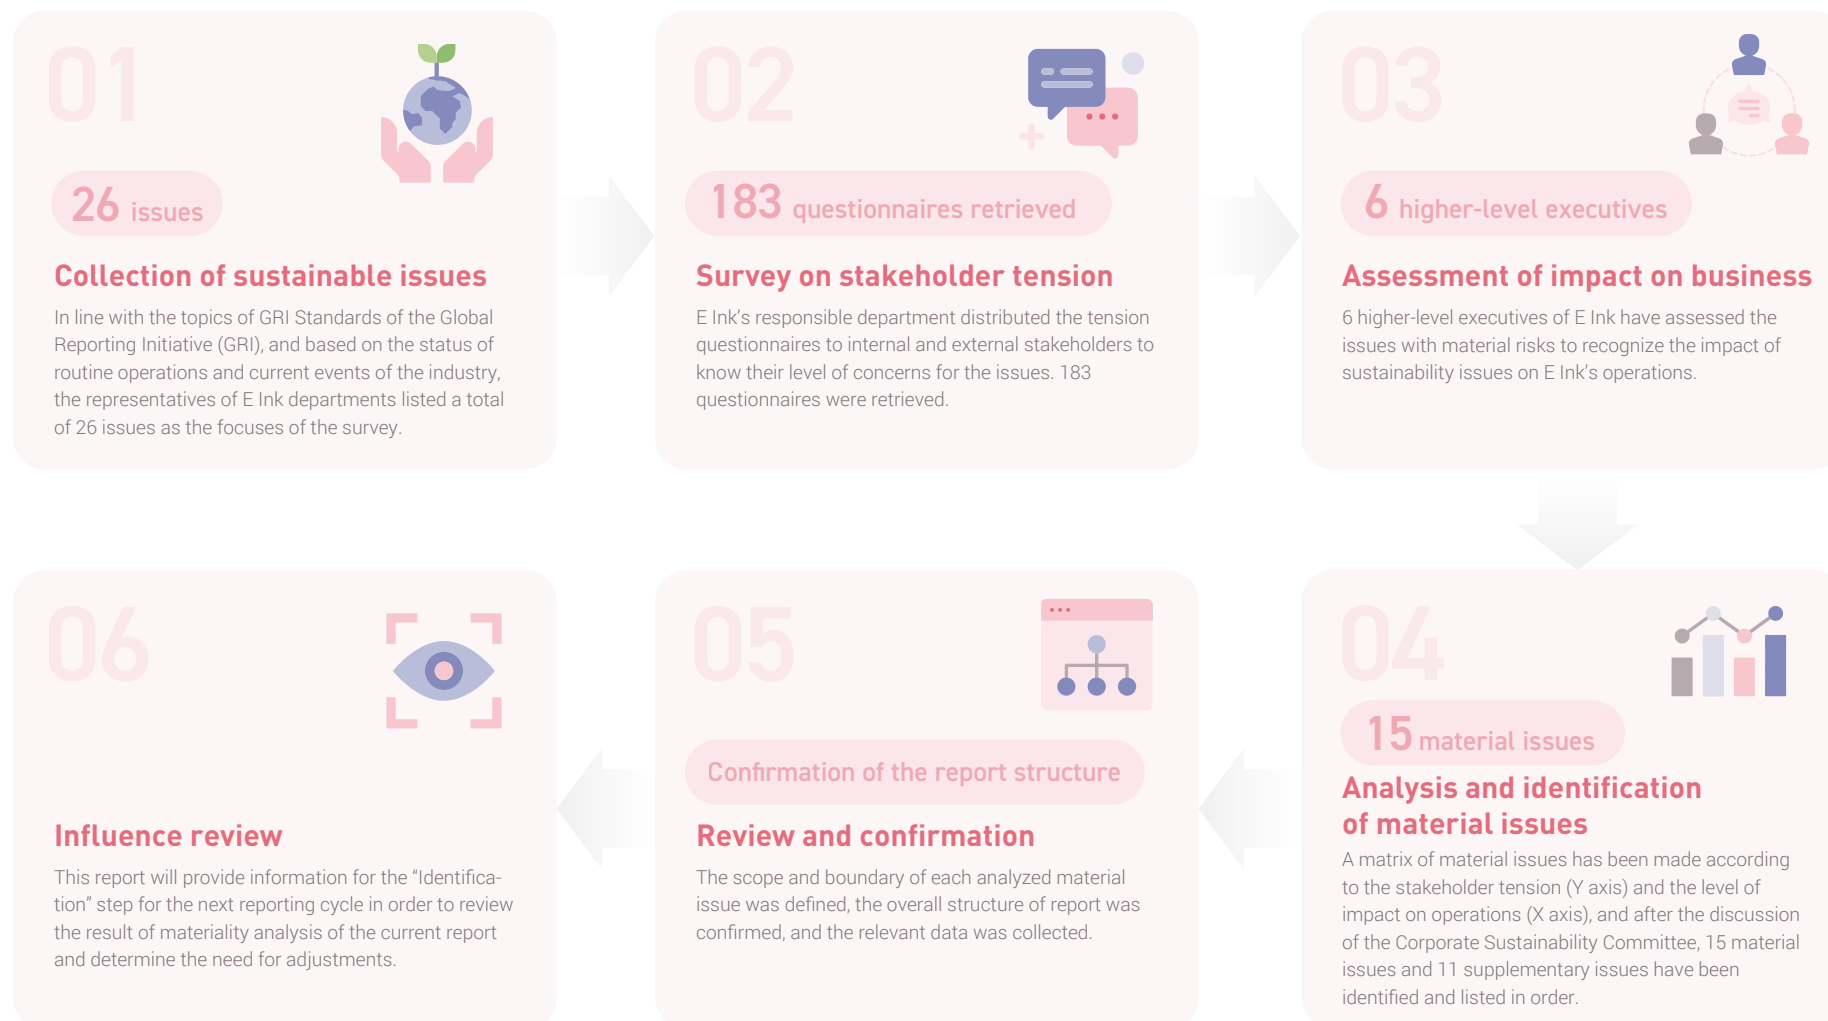 01
26 issues
Collection of sustainable issues
In line with the topics of GRI Standards of the Global
Reporting Initiative (GRI), and based on the status of
routine operations and current events of the industry,
the representatives of E Ink departments listed a total
of 26 issues as the focuses of the survey.
02
183 questionnaires retrieved
Survey on stakeholder tension
E Ink’s responsible department distributed the tension
questionnaires to internal and external stakeholders to
know their level of concerns for the issues. 183
questionnaires were retrieved.
03
6 higher-level executives
Assessment of impact on business
6 higher-level executives of E Ink have assessed the
issues with material risks to recognize the impact of
sustainability issues on E Ink’s operations.
04
15 material issues
Analysis and identification
of material issues
A matrix of material issues has been made according
to the stakeholder tension (Y axis) and the level of
impact on operations (X axis), and after the discussion
of the Corporate Sustainability Committee, 15 material
issues and 11 supplementary issues have been
identified and listed in order.
05
Confirmation of the report structure
Review and confirmation
The scope and boundary of each analyzed material
issue was defined, the overall structure of report was
confirmed, and the relevant data was collected.
06
Influence review
This report will provide information for the “Identifica-
tion” step for the next reporting cycle in order to review
the result of materiality analysis of the current report
and determine the need for adjustments.